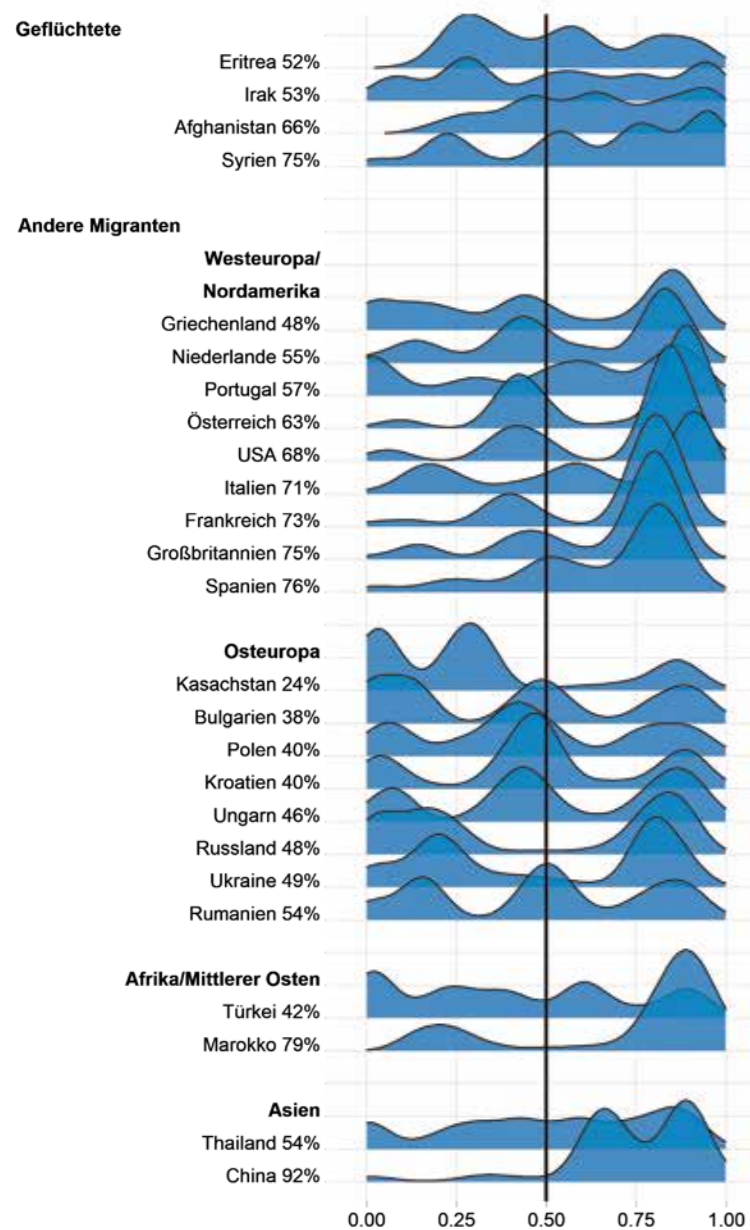 Geflüchtete
Eritrea 52%
Irak 53%
Afghanistan 66%
Syrien 75%
Andere Migranten
Westeuropa/
Nordamerika
Griechenland 48%
Niederlande 55%
Portugal 57%
Österreich 63%
USA 68%
Italien 71%
Frankreich 73%
Großbritannien 75%
Spanien 76%
Osteuropa
Kasachstan 24%
Bulgarien 38%
Polen 40%
Kroatien 40%
Ungarn 46%
Russland 48%
Ukraine 49%
Rumanien 54%
Afrika/Mittlerer Osten
Türkei 42%
Marokko 79%
Asien
Thailand 54%
China 92%
0.00 0.25 0.50 0.75 1.00